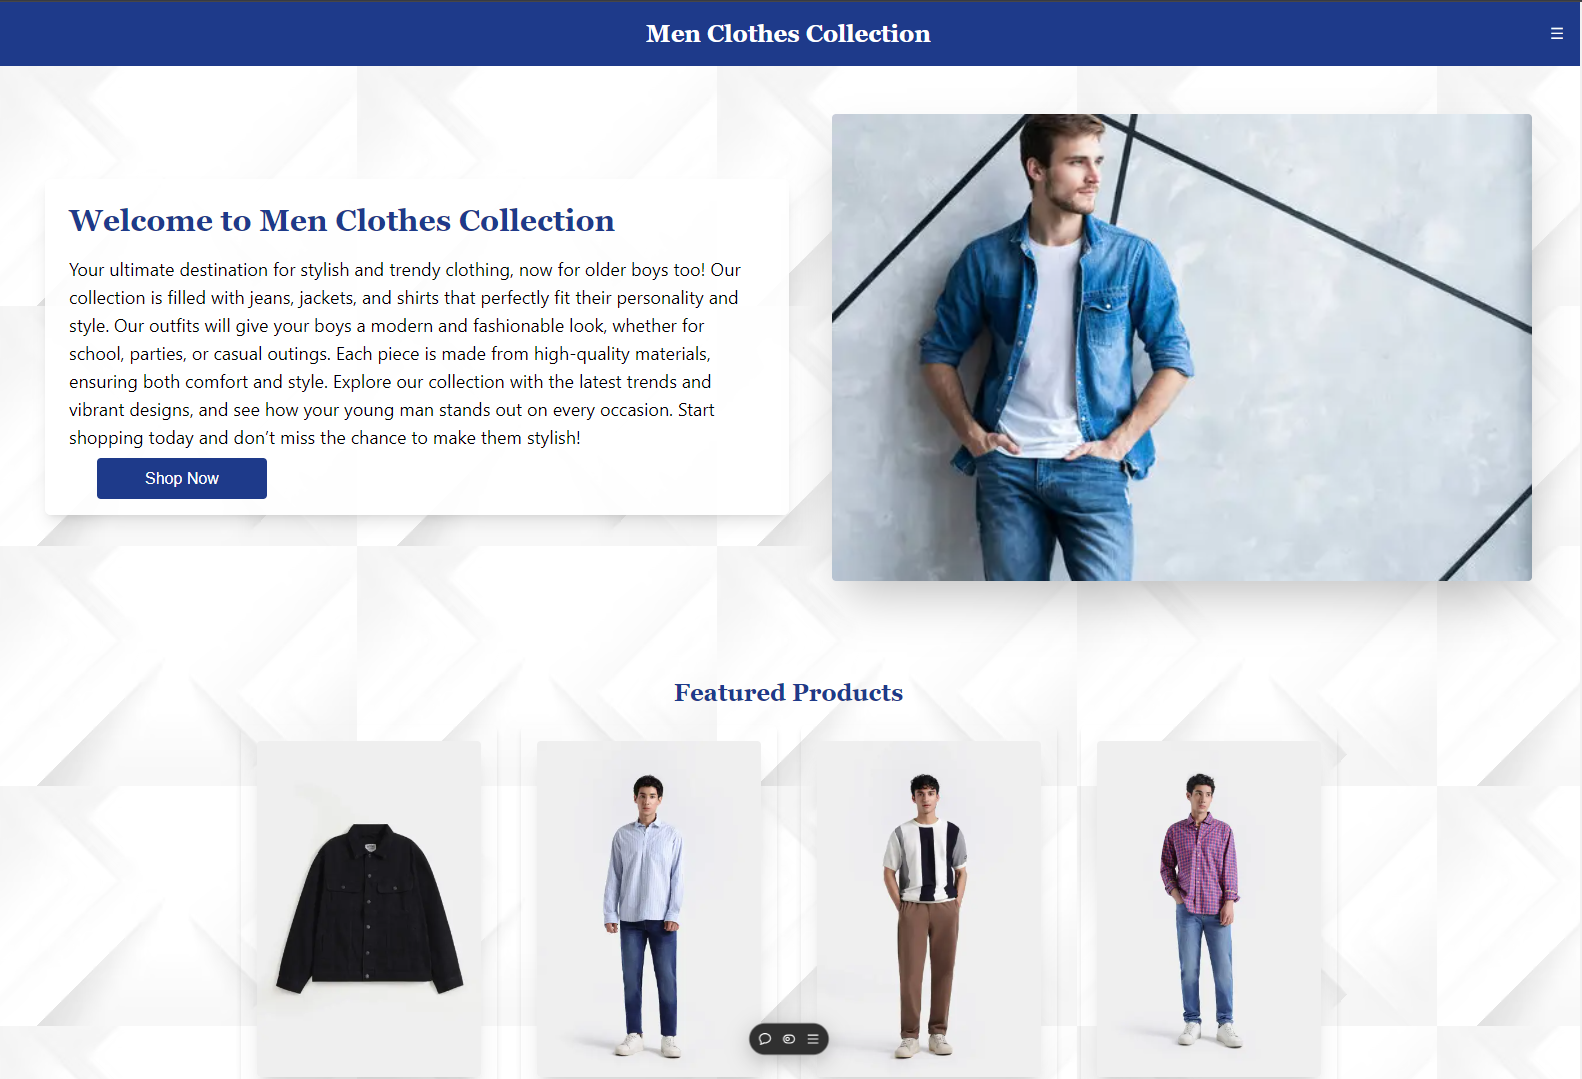 Men Clothes Collection
Welcome to Men Clothes Collection
Your ultimate destination for stylish and trendy clothing, now for older boys too! Our
collection is filled with jeans, jackets, and shirts that perfectly fit their personality and
style. Our outfits will give your boys a modern and fashionable look, whether for
school, parties, or casual outings. Each piece is made from high-quality materials,
ensuring both comfort and style. Explore our collection with the latest trends and
vibrant designs, and see how your young man stands out on every occasion. Start
shopping today and don’t miss the chance to make them stylish!
Shop Now
Featured Products